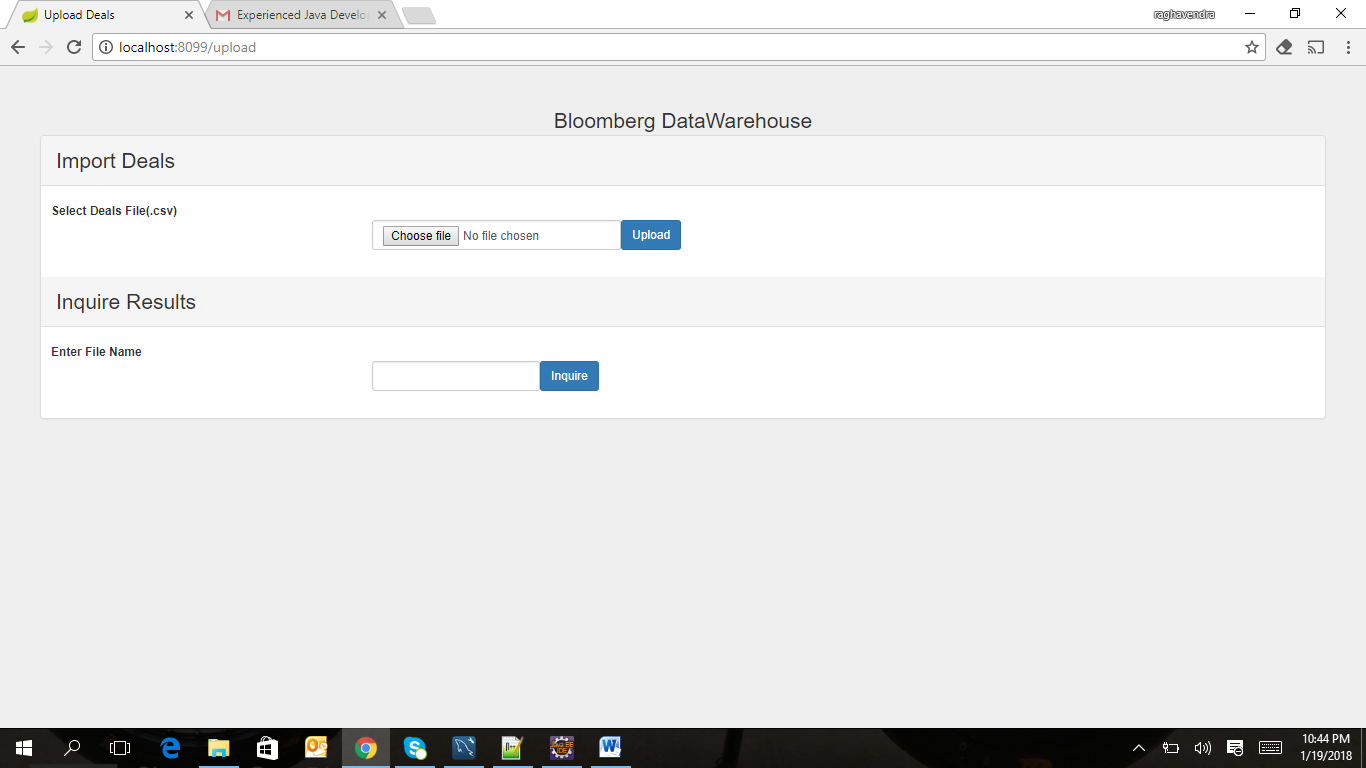 Upload Deals
Experienced Java Develo
raghavendra
localhost:8099/upload
Bloomberg DataWarehouse
Import Deals
Select Deals File(.csv)
Choose file No file chosen Upload
Inquire Results
Enter File Name
Inquire
10:44 PM
1/19/2018